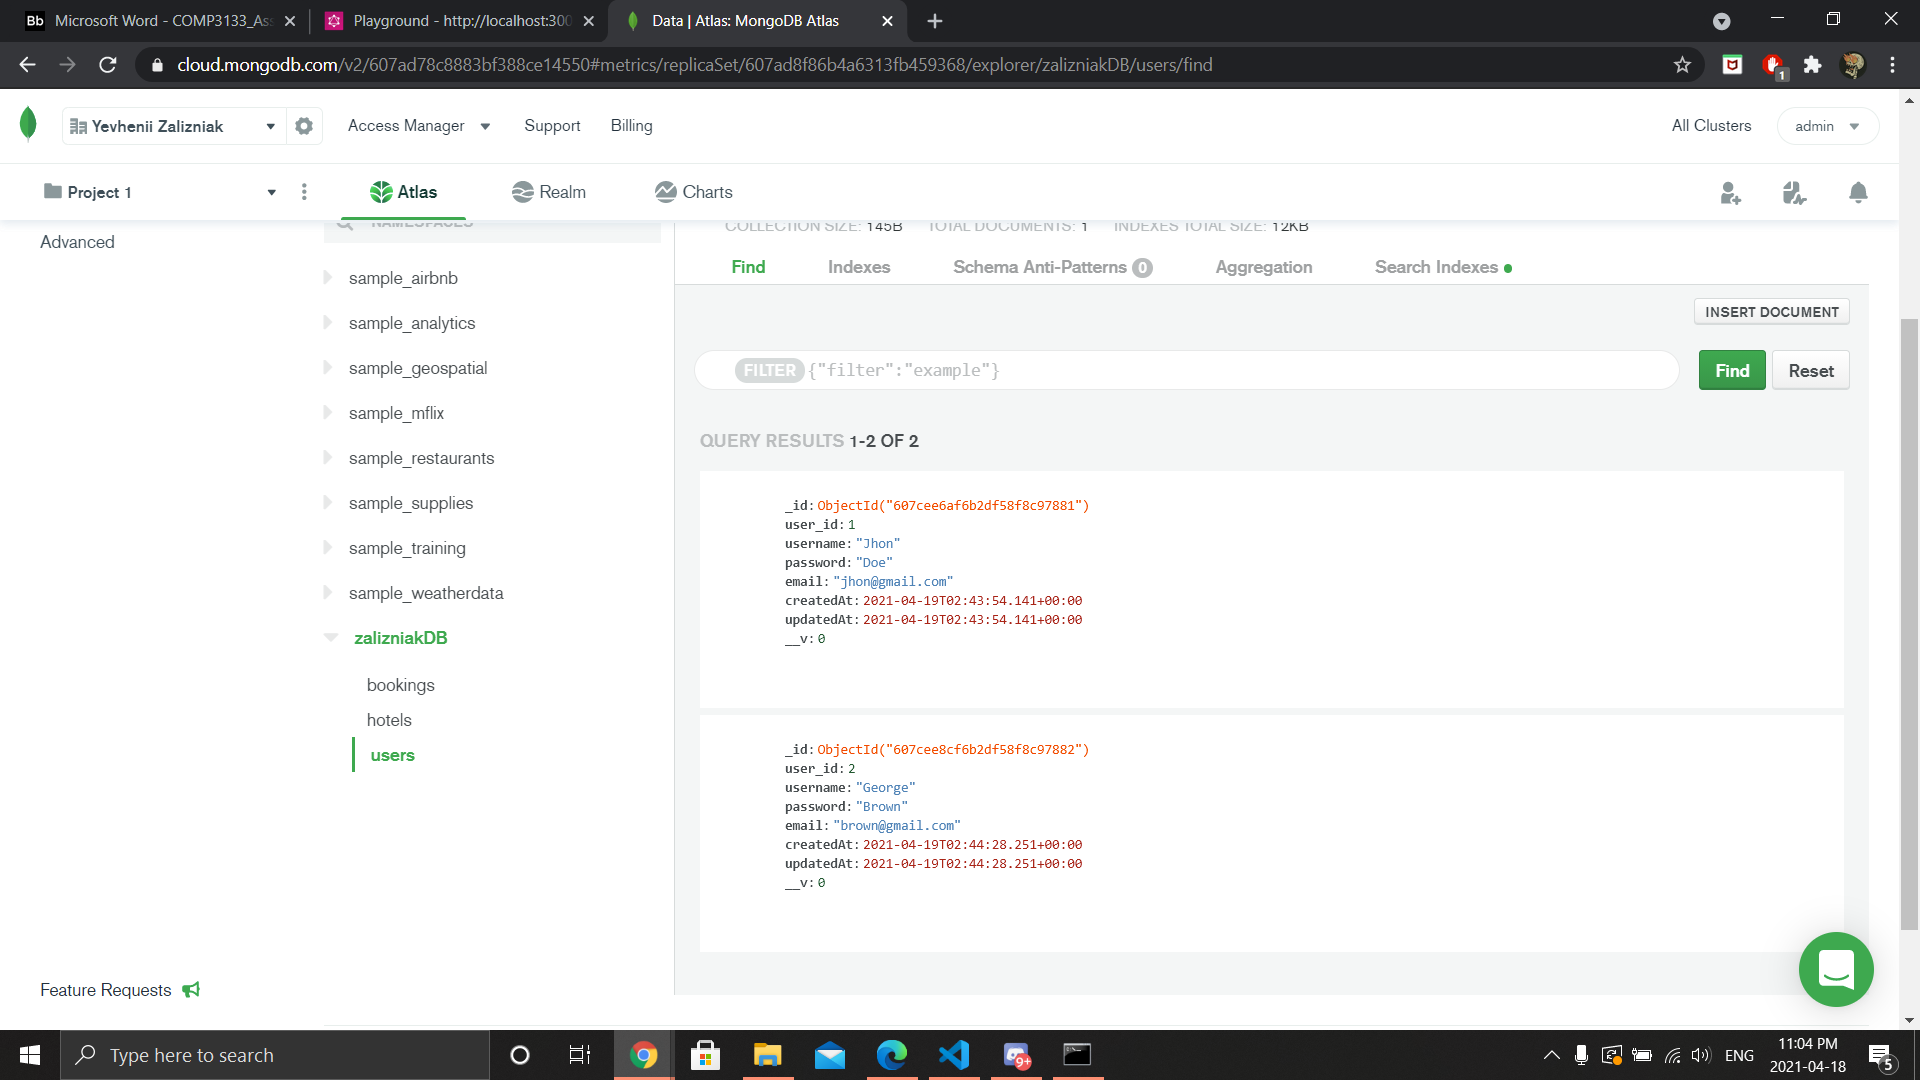 Bb Microsoft Word - COMP3133_Ass
Playground - http://localhost:300
Data | Atlas: MongoDB Atlas
cloud.mongodb.com/v2/607ad78c8883bf388ce14550#metrics/replicaSet/607ad8f86b4a6313fb459368/explorer/zalizniakDB/users/find
1
Yevhenii Zalizniak
Access Manager
Support
Billing
All Clusters
admin
Project 1
Atlas
Realm
Charts
Advanced
NAMESPACES
COLLECTION SIZE: 145B TOTAL DOCUMENTS: 1 INDEXES TOTAL SIZE: 12KB
Find
Indexes
Schema Anti-Patterns 0
Aggregation
Search Indexes
sample_airbnb
sample_analytics
sample_geospatial
sample_mflix
sample_restaurants
sample_supplies
sample_training
sample_weatherdata
zalizniakDB
bookings
hotels
users
INSERT DOCUMENT
FILTER {"filter":"example"}
Find
Reset
QUERY RESULTS 1-2 OF 2
_id: ObjectId("607cee6af6b2df58f8c97881")
user_id: 1
username: "Jhon"
password: "Doe"
email: "jhon@gmail.com"
createdAt: 2021-04-19T02:43:54.141+00:00
updatedAt: 2021-04-19T02:43:54.141+00:00
__v: 0
_id: ObjectId("607cee8cf6b2df58f8c97882")
user_id: 2
username: "George"
password: "Brown"
email: "brown@gmail.com"
createdAt: 2021-04-19T02:44:28.251+00:00
updatedAt: 2021-04-19T02:44:28.251+00:00
__v: 0
Feature Requests
Type here to search
9+
ENG
11:04 PM
2021-04-18
5